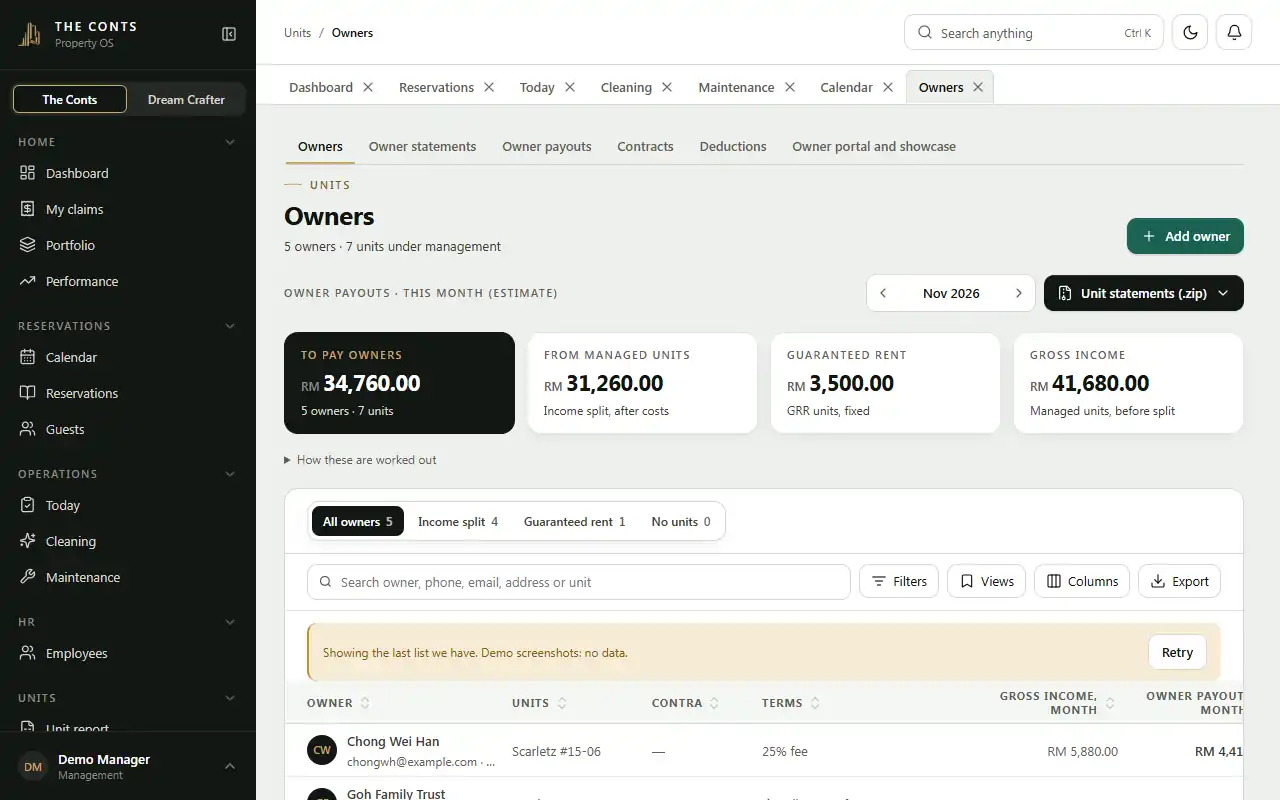 THE CONTS
Property OS
The Conts
Dream Crafter
HOME
Dashboard
My claims
Portfolio
Performance
RESERVATIONS
Calendar
Reservations
Guests
OPERATIONS
Today
Cleaning
Maintenance
HR
Employees
UNITS
Unit report
DM
Demo Manager
Management
Units / Owners
Search anything Ctrl K
Dashboard Reservations Today Cleaning Maintenance Calendar Owners
Owners Owner statements Owner payouts Contracts Deductions Owner portal and showcase
UNITS
Owners
5 owners · 7 units under management
Add owner
OWNER PAYOUTS · THIS MONTH (ESTIMATE)
Nov 2026
Unit statements (.zip)
TO PAY OWNERS
RM 34,760.00
5 owners · 7 units
FROM MANAGED UNITS
RM 31,260.00
Income split, after costs
GUARANTEED RENT
RM 3,500.00
GRR units, fixed
GROSS INCOME
RM 41,680.00
Managed units, before split
How these are worked out
All owners 5 Income split 4 Guaranteed rent 1 No units 0
Search owner, phone, email, address or unit
Filters Views Columns Export
Showing the last list we have. Demo screenshots: no data.
Retry
OWNER UNITS CONTRA TERMS GROSS INCOME, MONTH OWNER PAYOUT MONTH
CW
Chong Wei Han
chongwh@example.com · ...
Scarletz #15-06 — 25% fee RM 5,880.00 RM 4,41
Goh Family Trust